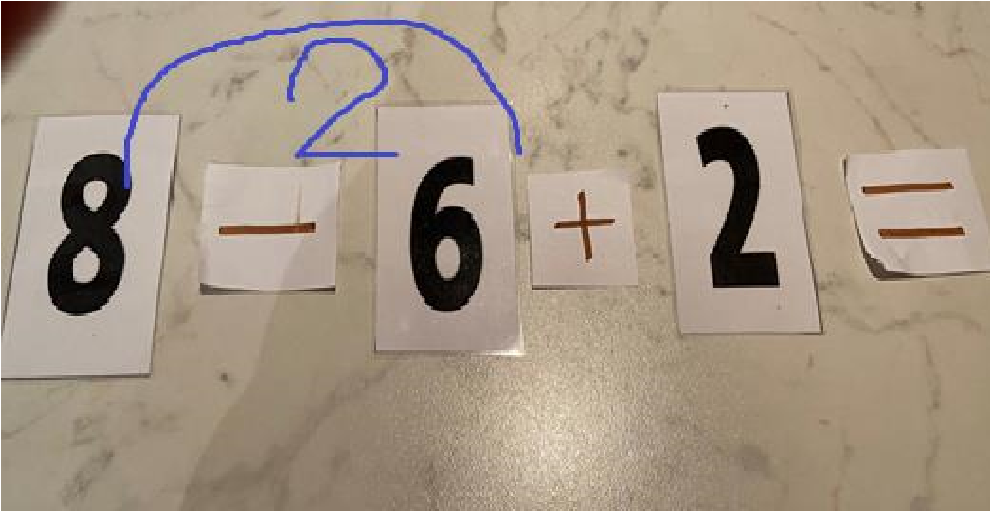 2
8 − 6 + 2 =